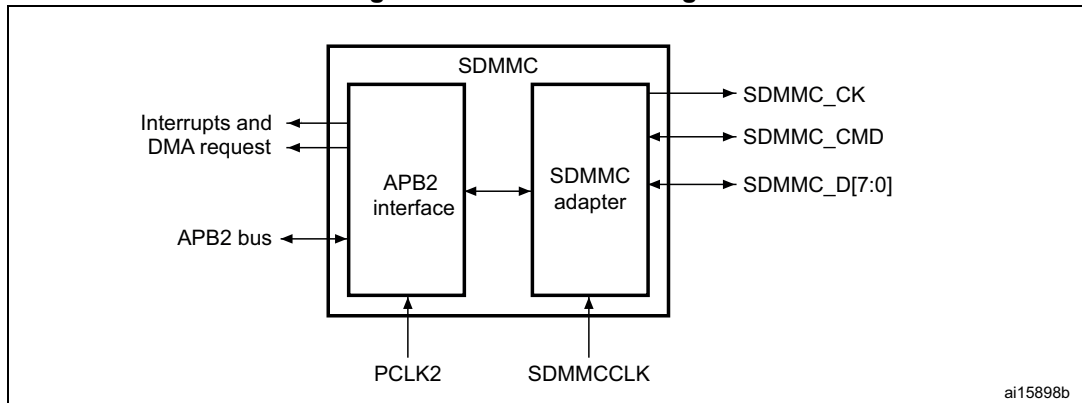 SDMMC
Interrupts and
DMA request
APB2 bus
APB2
interface
SDMMC
adapter
SDMMC_CK
SDMMC_CMD
SDMMC_D[7:0]
PCLK2
SDMMCCLK
ai15898b